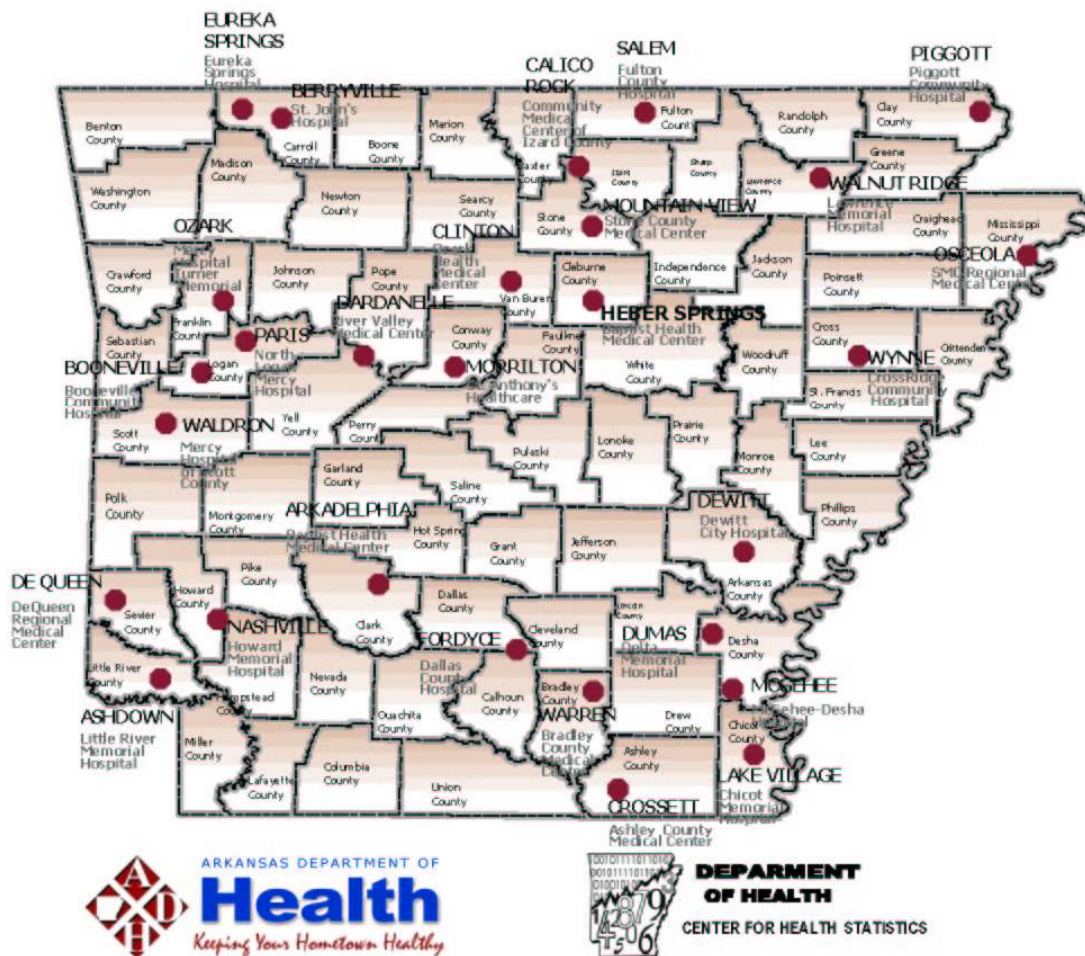 EUREKA
SPRINGS
Eureka
Springs
Hospital
BERRYVILLE
St. John's
Hospital
CALICO
ROCK
Community
Medical
Center of
Izard County
SALEM
Fulton
County
Hospital
PIGGOTT
Piggott
Community
Hospital
Benton
County
Carroll
County
Boone
County
Marion
County
Baxter
County
Fulton
County
Randolph
County
Clay
County
Greene
County
Washington
County
Madison
County
Newton
County
Searcy
County
Stone
County
Izard
County
Sharp
County
Lawrence
County
WALNUT RIDGE
Lawrence
Memorial
Hospital
MOUNTAIN VIEW
Stone County
Medical Center
Craighead
County
Mississippi
County
OSCEOLA
SMC Regional
Medical Center
OZARK
Mercy
Hospital
Turner
Memorial
CLINTON
Health
Medical
Center
Crawford
County
Johnson
County
Pope
County
Van Buren
County
Cleburne
County
Independence
County
Jackson
County
Poinsett
County
DARDANELLE
River Valley
Medical Center
HEBER SPRINGS
Baptist Health
Medical Center
Franklin
County
Sebastian
County
Logan
County
PARIS
North
Logan
Mercy
Hospital
BOONEVILLE
Booneville
Community
Hospital
Conway
County
MORRILTON
St. Anthony's
Healthcare
Faulkner
County
White
County
Woodruff
County
Cross
County
WYNNE
CrossRidge
Community
Hospital
Crittenden
County
St. Francis
County
Scott
County
WALDRON
Mercy
Hospital
of Scott
County
Yell
County
Perry
County
Pulaski
County
Lonoke
County
Prairie
County
Monroe
County
Lee
County
Phillips
County
Polk
County
Montgomery
County
Garland
County
Saline
County
ARKADELPHIA
Baptist Health
Medical Center
Hot Spring
County
Grant
County
Jefferson
County
DEWITT
Dewitt
City Hospital
Arkansas
County
DE QUEEN
DeQueen
Regional
Medical
Center
Sevier
County
Howard
County
Pike
County
Clark
County
Dallas
County
Cleveland
County
Lincoln
County
DUMAS
Delta
Memorial
Hospital
Desha
County
NASHVILLE
Howard
Memorial
Hospital
FORDYCE
Dallas
County
Hospital
Little River
County
ASHDOWN
Little River
Memorial
Hospital
Hempstead
County
Nevada
County
Ouachita
County
Calhoun
County
Bradley
County
WARREN
Bradley
County
Medical
Center
Drew
County
MCGEHEE
McGehee-Desha
Hospital
Chicot
County
LAKE VILLAGE
Chicot
Memorial
Hospital
Miller
County
Lafayette
County
Columbia
County
Union
County
Ashley
County
CROSSETT
Ashley County
Medical Center
ARKANSAS DEPARTMENT OF
Health
Keeping Your Hometown Healthy
DEPARMENT
OF HEALTH
CENTER FOR HEALTH STATISTICS